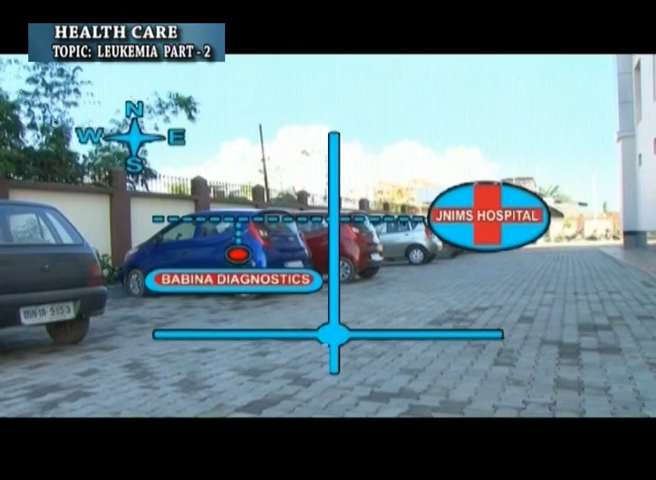 HEALTH CARE
TOPIC: LEUKEMIA PART - 2
N
W E
S
JNIMS HOSPITAL
BABINA DIAGNOSTICS